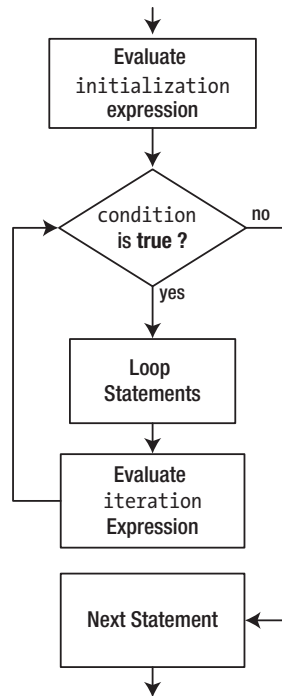 Evaluate
initialization
expression
condition
is true ?
no
yes
Loop
Statements
Evaluate
iteration
Expression
Next Statement